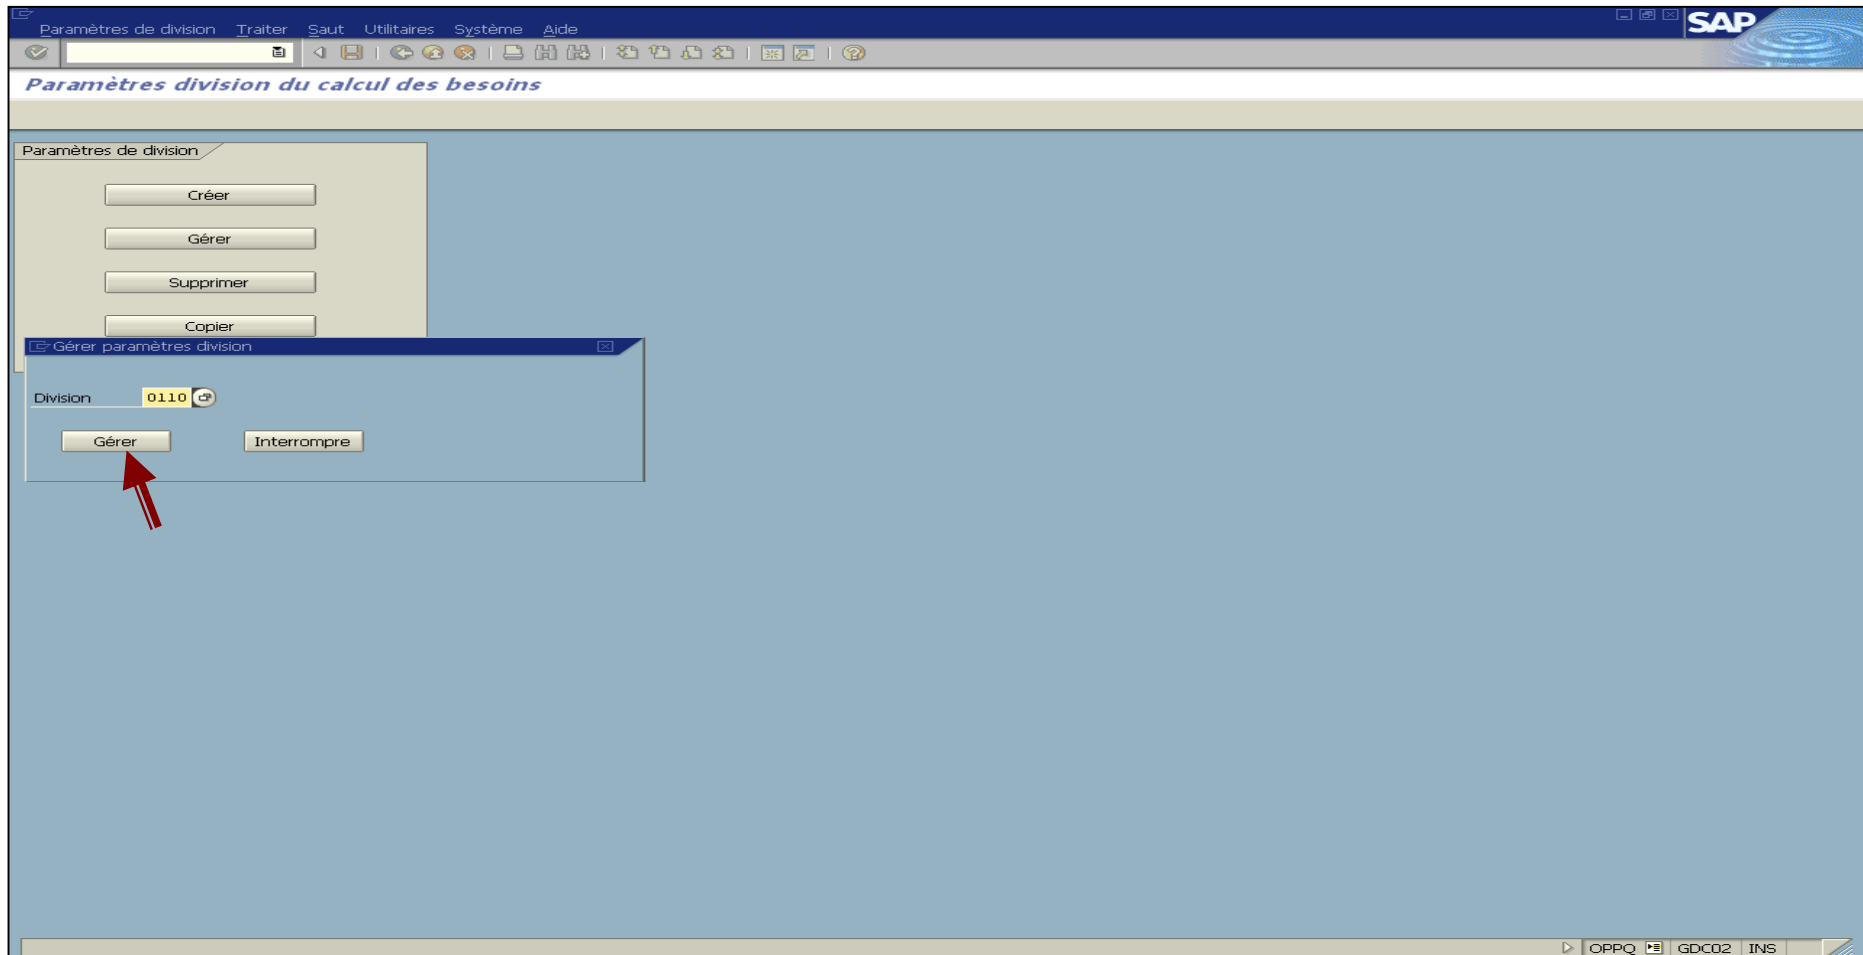 Paramètres de division Traiter Saut Utilitaires Système Aide
SAP
Paramètres division du calcul des besoins
Paramètres de division
Créer
Gérer
Supprimer
Copier
Gérer paramètres division
Division 0110
Gérer Interrompre
OPPQ GDC02 INS